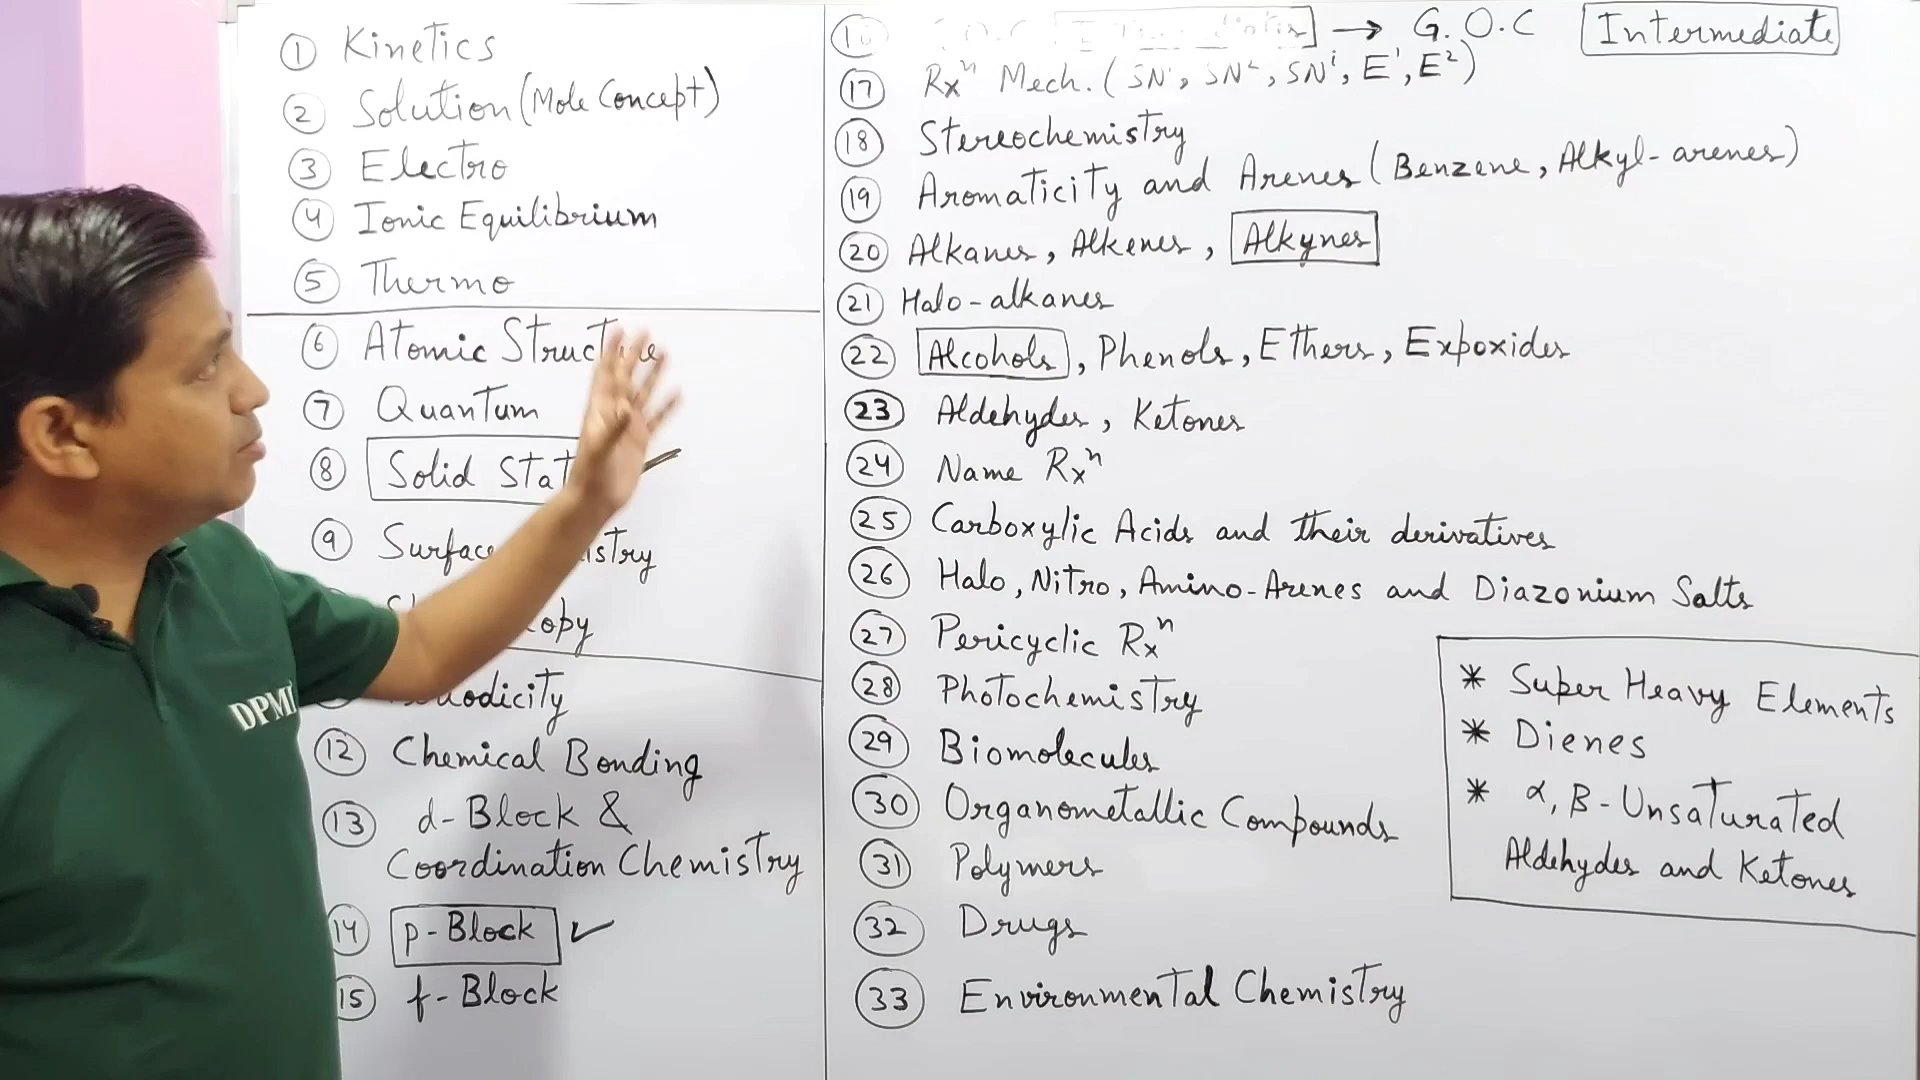 1 Kinetics
2 Solution (Mole Concept)
3 Electro
4 Ionic Equilibrium
5 Thermo
6 Atomic
7 Quantum
8 Solid
9
11
12 Chemical Bonding
13 d-Block &
Coordination Chemistry
14 p-Block ✓
15 f-Block
16 → G.O.C Intermediate
17 Rxⁿ Mech. (SN¹, SN², SNⁱ, E¹, E²)
18 Stereochemistry
19 Aromaticity and Arenes (Benzene, Alkyl-arenes)
20 Alkanes, Alkenes, Alkynes
21 Halo-alkanes
22 Alcohols, Phenols, Ethers, Expoxides
23 Aldehydes, Ketones
24 Name Rxⁿ
25 Carboxylic Acids and their derivatives
26 Halo, Nitro, Amino-Arenes and Diazonium Salts
27 Pericyclic Rxⁿ
28 Photochemistry
29 Biomolecules
30 Organometallic Compounds
31 Polymers
32 Drugs
33 Environmental Chemistry
* Super Heavy Elements
* Dienes
* α, β-Unsaturated
Aldehydes and Ketones
DPMI